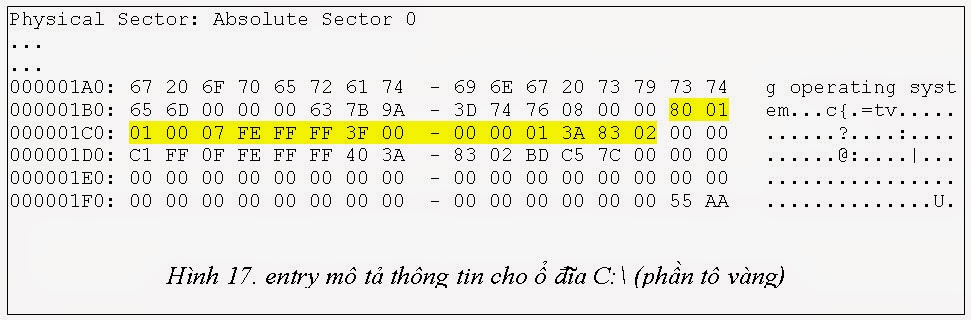 Physical Sector: Absolute Sector 0
...
...
000001A0: 67 20 6F 70 65 72 61 74 - 69 6E 67 20 73 79 73 74 g operating syst
000001B0: 65 6D 00 00 00 63 7B 9A - 3D 74 76 08 00 00 80 01 em...c{.=tv.....
000001C0: 01 00 07 FE FF FF 3F 00 - 00 00 01 3A 83 02 00 00 ......?....:....
000001D0: C1 FF 0F FE FF FF 40 3A - 83 02 BD C5 7C 00 00 00 ......@:....|...
000001E0: 00 00 00 00 00 00 00 00 - 00 00 00 00 00 00 00 00 ................
000001F0: 00 00 00 00 00 00 00 00 - 00 00 00 00 00 00 55 AA ..............U.
Hình 17. entry mô tả thông tin cho ổ đĩa C:\ (phần tô vàng)